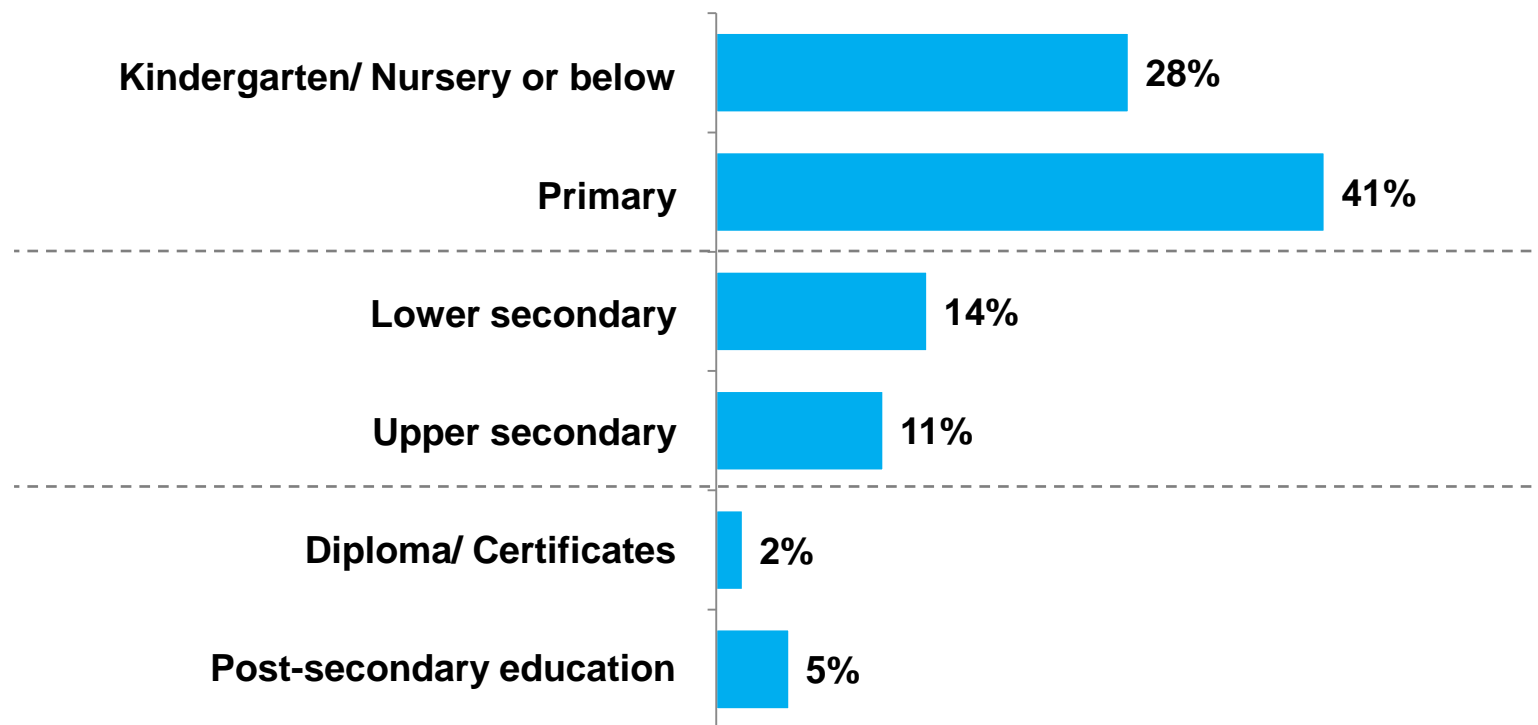 Kindergarten/ Nursery or below 28%
Primary 41%
Lower secondary 14%
Upper secondary 11%
Diploma/ Certificates 2%
Post-secondary education 5%